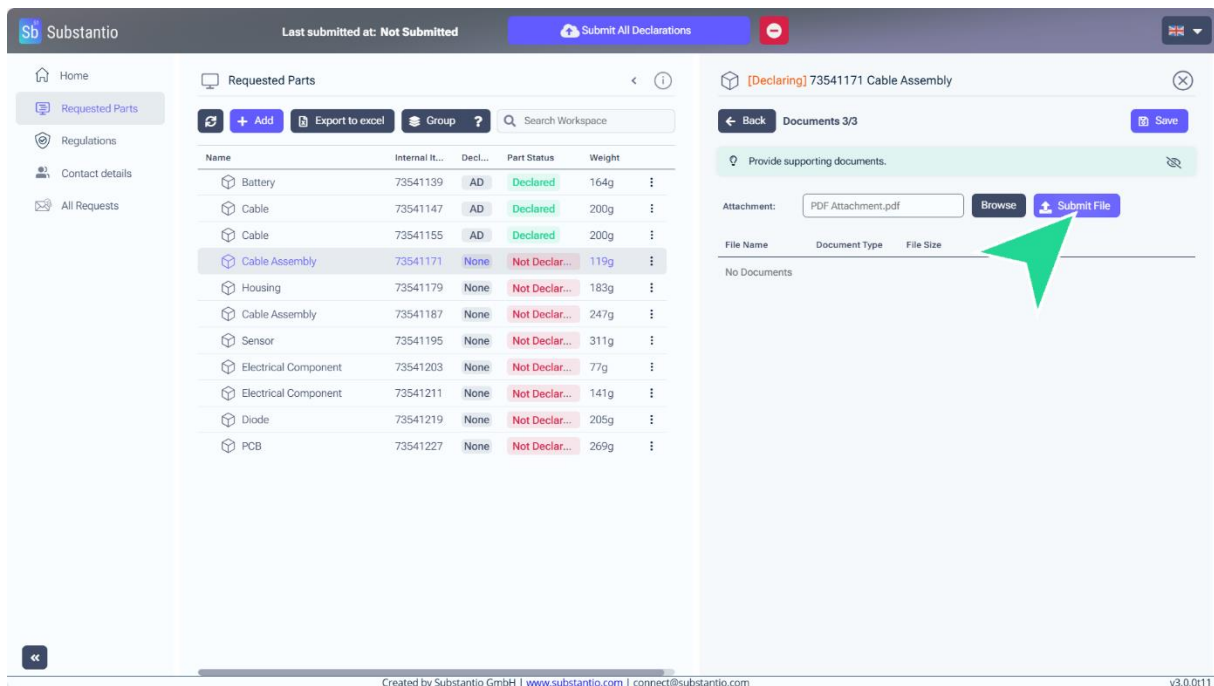 Sb Substantio
Last submitted at: Not Submitted
Submit All Declarations
Home
Requested Parts
Regulations
Contact details
All Requests
Requested Parts
+ Add
Export to excel
Group ?
Search Workspace
Name Internal It... Decl... Part Status Weight
Battery 73541139 AD Declared 164g
Cable 73541147 AD Declared 200g
Cable 73541155 AD Declared 200g
Cable Assembly 73541171 None Not Declar... 119g
Housing 73541179 None Not Declar... 183g
Cable Assembly 73541187 None Not Declar... 247g
Sensor 73541195 None Not Declar... 311g
Electrical Component 73541203 None Not Declar... 77g
Electrical Component 73541211 None Not Declar... 141g
Diode 73541219 None Not Declar... 205g
PCB 73541227 None Not Declar... 269g
[Declaring] 73541171 Cable Assembly
Back Documents 3/3 Save
Provide supporting documents.
Attachment: PDF Attachment.pdf Browse Submit File
File Name Document Type File Size
No Documents
Created by Substantio GmbH | www.substantio.com | connect@substantio.com
v3.0.0t11